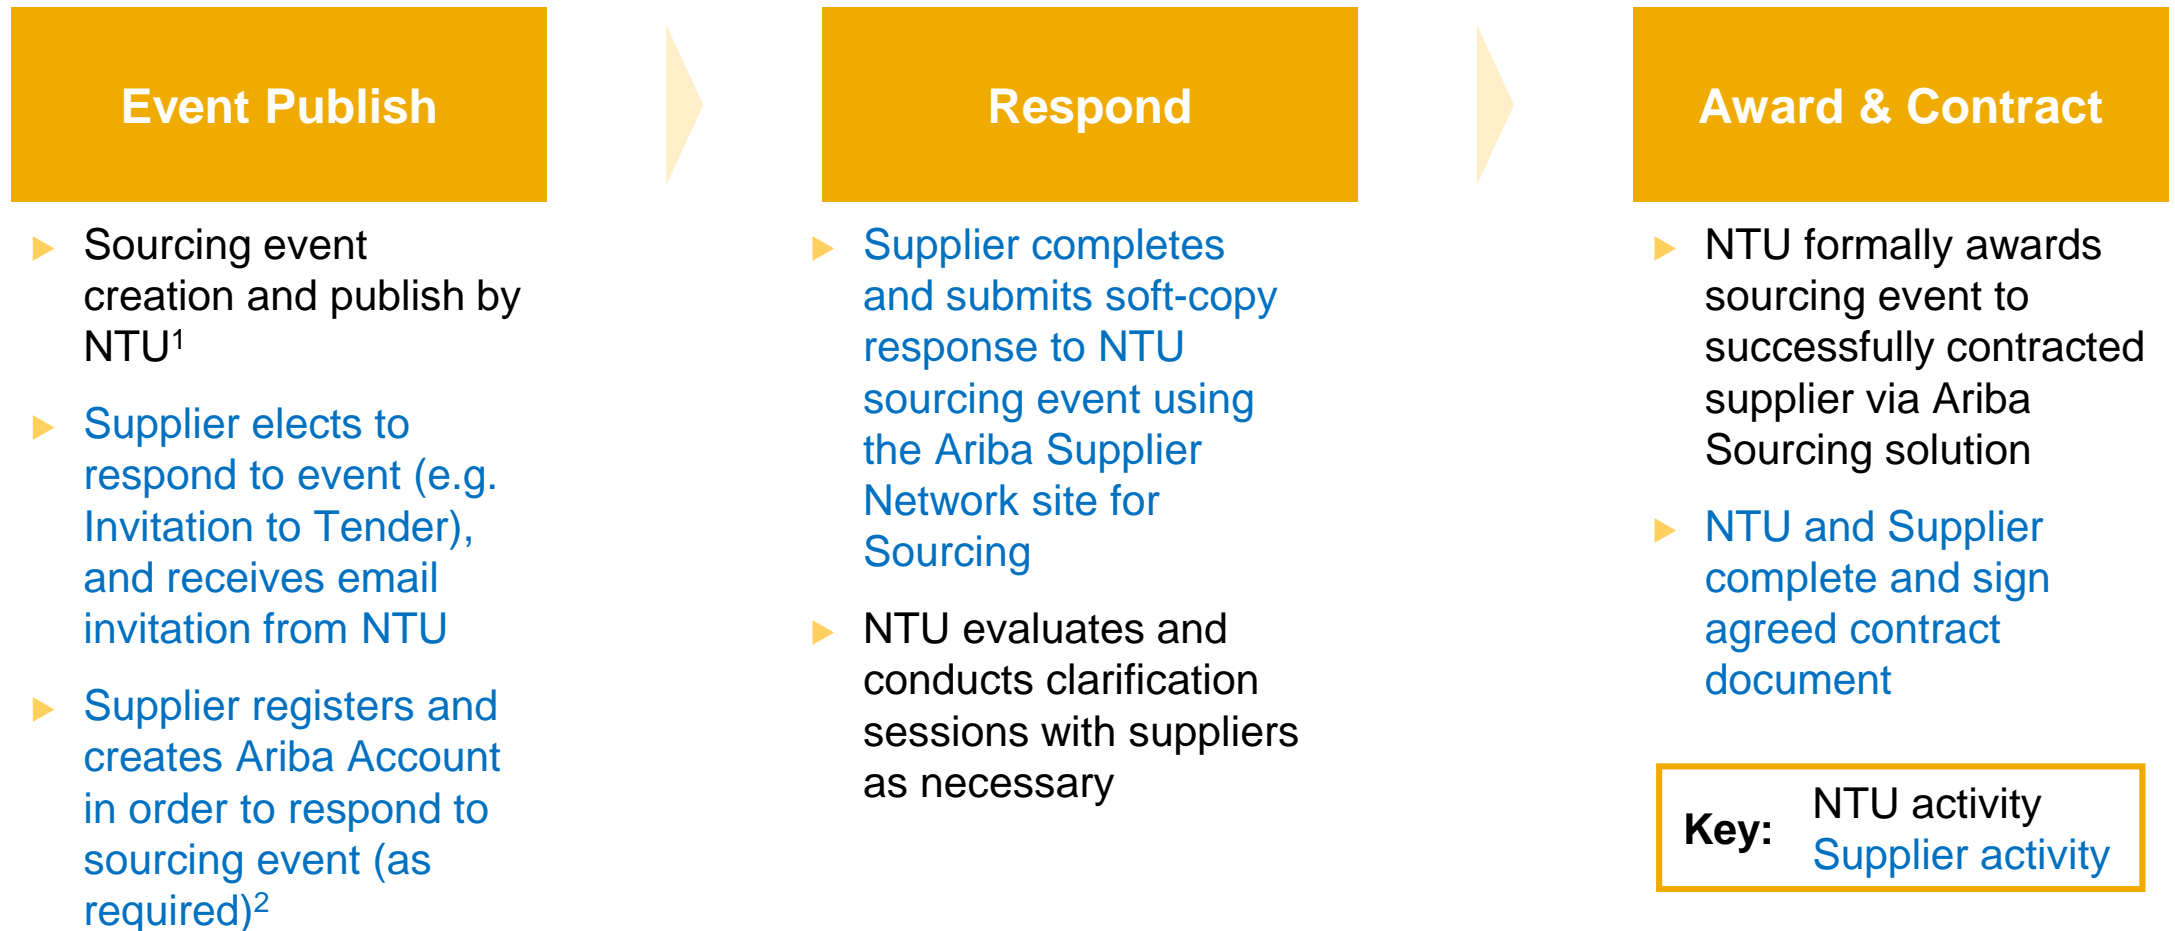 Event Publish
Sourcing event
creation and publish by
NTU¹
Supplier elects to
respond to event (e.g.
Invitation to Tender),
and receives email
invitation from NTU
Supplier registers and
creates Ariba Account
in order to respond to
sourcing event (as
required)²
Respond
Supplier completes
and submits soft-copy
response to NTU
sourcing event using
the Ariba Supplier
Network site for
Sourcing
NTU evaluates and
conducts clarification
sessions with suppliers
as necessary
Award & Contract
NTU formally awards
sourcing event to
successfully contracted
supplier via Ariba
Sourcing solution
NTU and Supplier
complete and sign
agreed contract
document
Key:
NTU activity
Supplier activity